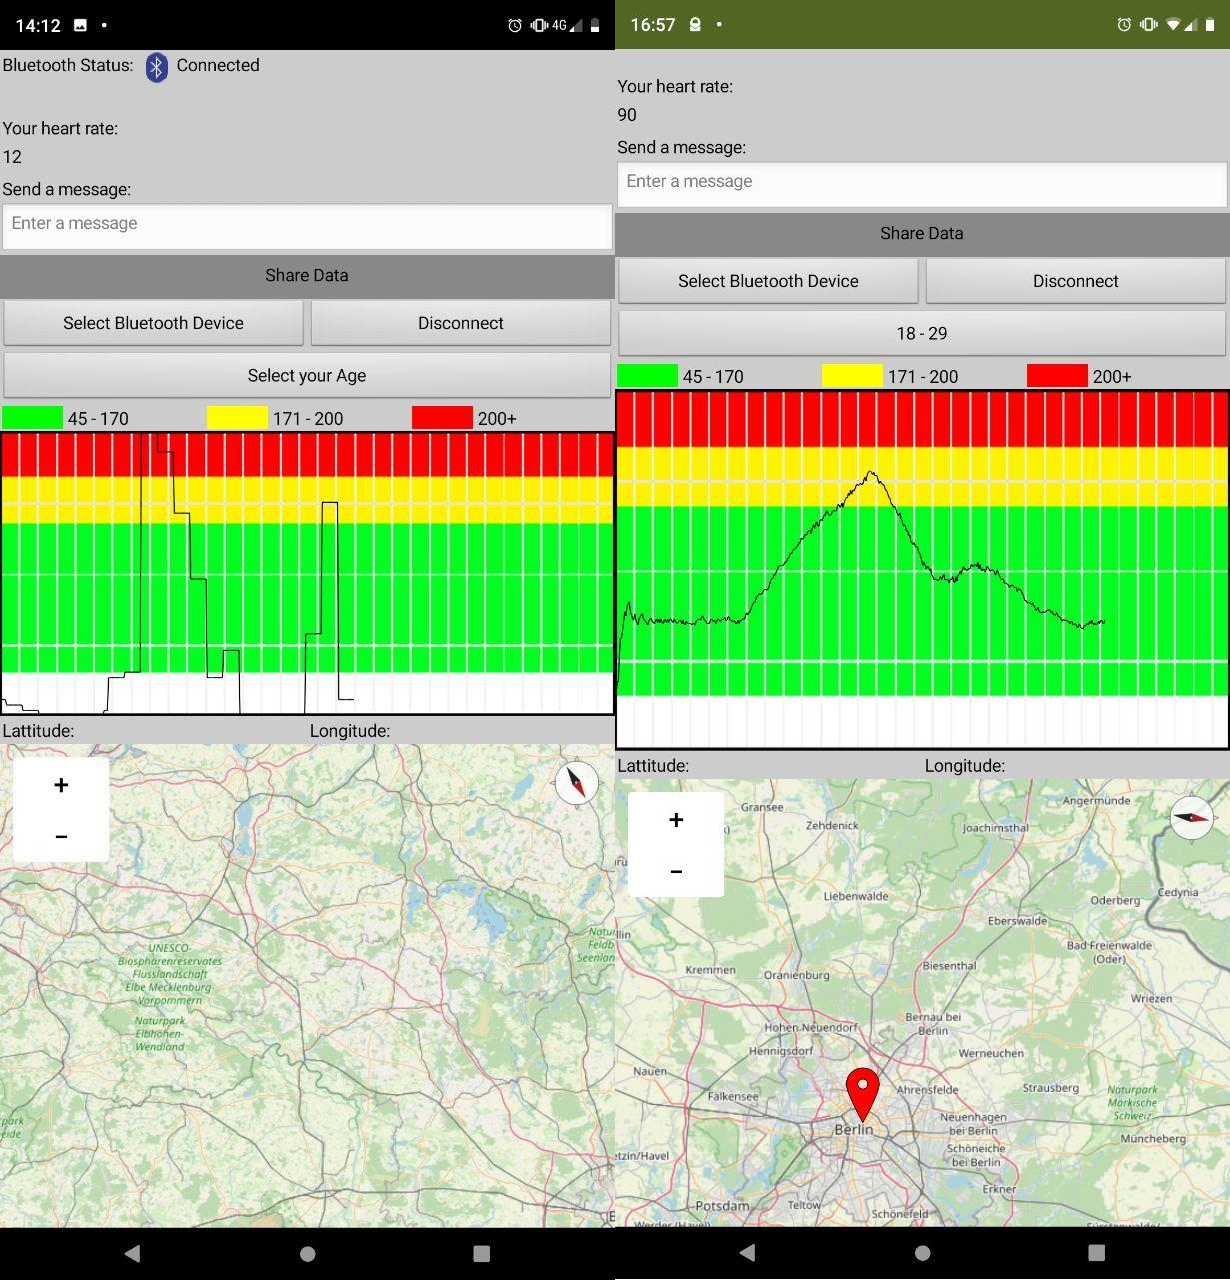 14:12
4G
Bluetooth Status: Connected
Your heart rate:
12
Send a message:
Enter a message
Share Data
Select Bluetooth Device
Disconnect
Select your Age
45 - 170
171 - 200
200+
Lattitude:
Longitude:
+
−
UNESCO-
Biosphärenreservates
Flusslandschaft
Elbe Mecklenburg-
Vorpommern
Naturpark
Elbhöhen-
Wendland
Natur
Feldb
Seenlan
park
eide
16:57
Your heart rate:
90
Send a message:
Enter a message
Share Data
Select Bluetooth Device
Disconnect
18 - 29
45 - 170
171 - 200
200+
Lattitude:
Longitude:
+
−
Gransee
Angermünde
Zehdenick
Joachimsthal
Liebenwalde
Oderberg
Cedynia
Eberswalde
llin
Bad Freienwalde
(Oder)
Kremmen
Oranienburg
Biesenthal
Wriezen
Bernau bei
Berlin
Hohen Neuendorf
Hennigsdorf
Werneuchen
Nauen
Falkensee
Ahrensfelde
Strausberg
Naturpark
Märkische
Schweiz
Berlin
Neuenhagen
bei Berlin
Müncheberg
Schöneiche
bei Berlin
etzin/Havel
Erkner
Potsdam
Teltow
Schönefeld
Werder (Havel)
Fürstenwalde/